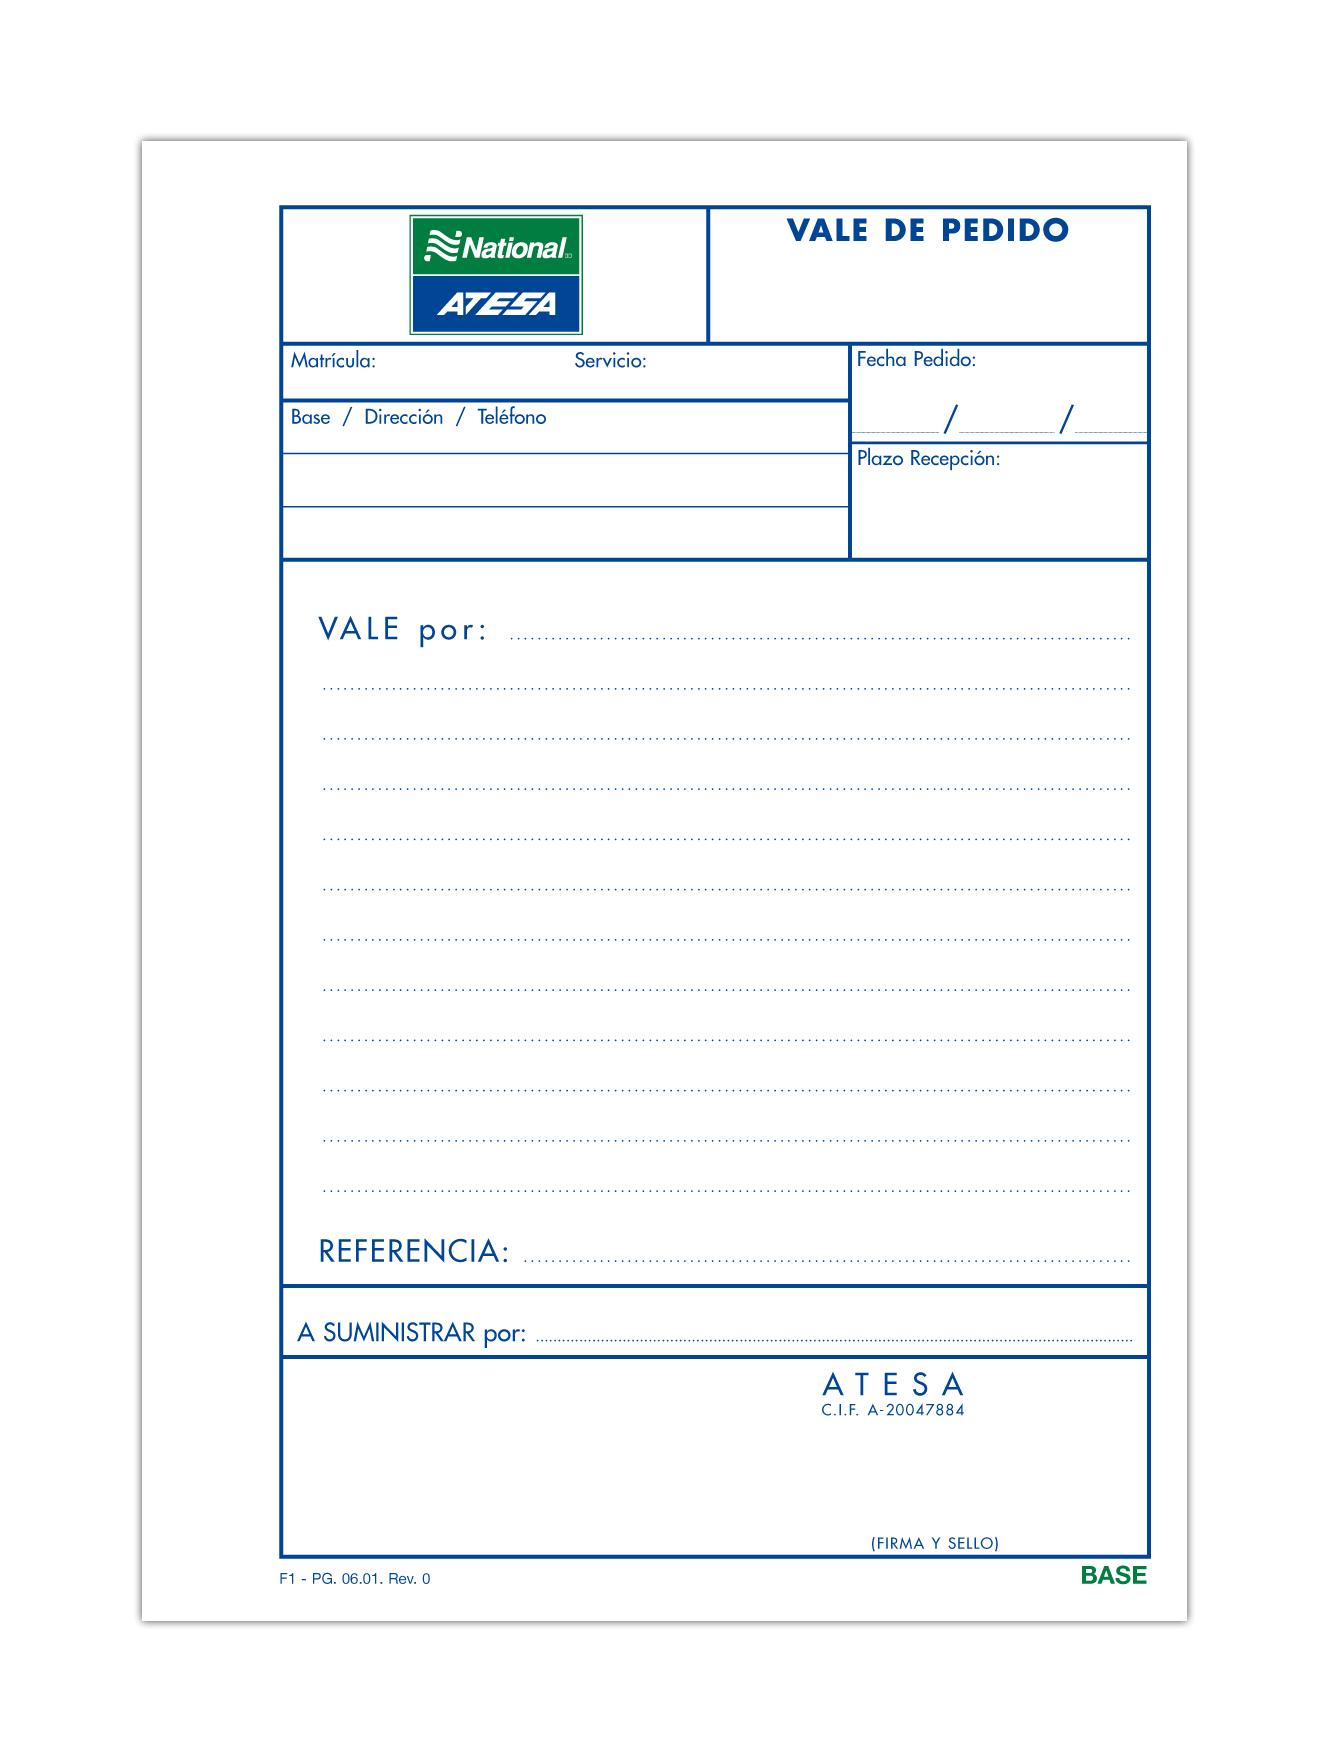 National
ATESA
VALE DE PEDIDO
Matrícula: Servicio:
Fecha Pedido:
/ /
Base / Dirección / Teléfono
Plazo Recepción:
VALE por:
REFERENCIA:
A SUMINISTRAR por:
ATESA
C.I.F. A-20047884
(FIRMA Y SELLO)
F1 - PG. 06.01. Rev. 0
BASE